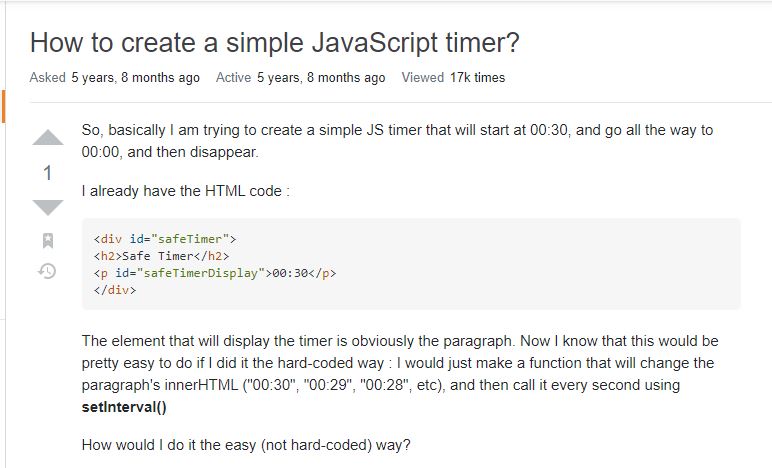 How to create a simple JavaScript timer?
Asked 5 years, 8 months ago Active 5 years, 8 months ago Viewed 17k times
So, basically I am trying to create a simple JS timer that will start at 00:30, and go all the way to
00:00, and then disappear.
1
I already have the HTML code :
<div id="safeTimer">
<h2>Safe Timer</h2>
<p id="safeTimerDisplay">00:30</p>
</div>
The element that will display the timer is obviously the paragraph. Now I know that this would be
pretty easy to do if I did it the hard-coded way : I would just make a function that will change the
paragraph's innerHTML ("00:30", "00:29", "00:28", etc), and then call it every second using
setInterval()
How would I do it the easy (not hard-coded) way?